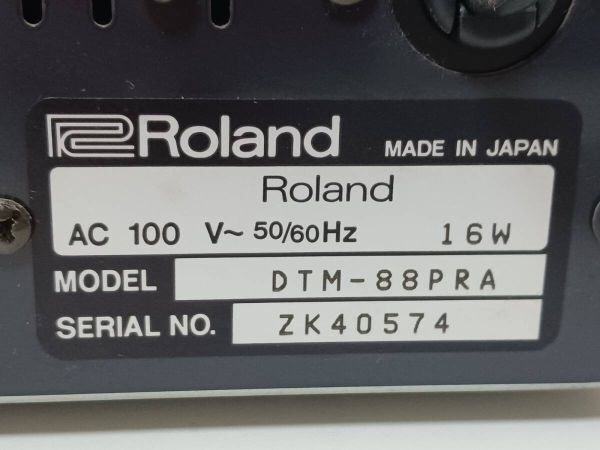 Roland MADE IN JAPAN
Roland
AC 100 V~ 50/60Hz 16W
MODEL DTM-88PRA
SERIAL NO. ZK40574